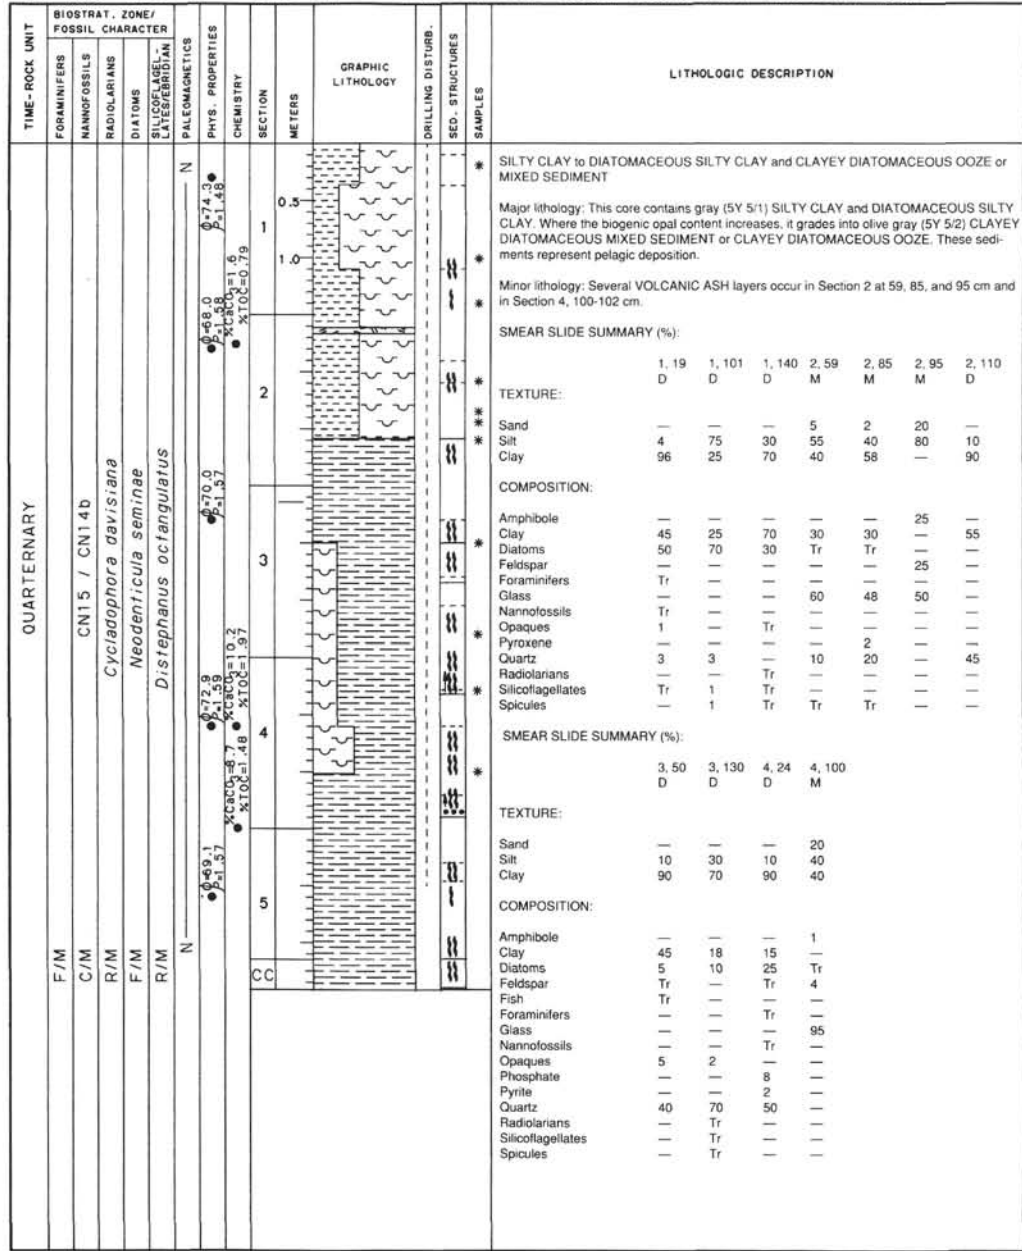 TIME-ROCK UNIT
BIOSTRAT. ZONE/
FOSSIL CHARACTER
FORAMINIFERS
NANNOFOSSILS
RADIOLARIANS
DIATOMS
SILICOFLAGEL-
LATES/EBRIDIAN
PALEOMAGNETICS
PHYS. PROPERTIES
CHEMISTRY
SECTION
METERS
GRAPHIC
LITHOLOGY
DRILLING DISTURB.
SED. STRUCTURES
SAMPLES
LITHOLOGIC DESCRIPTION
QUARTERNARY
F/M
CN15 / CN14b
C/M
Cycladophora davisiana
R/M
Neodenticula seminae
F/M
Distephanus octangulatus
R/M
N
N
Φ=74.3
ρ=1.48
Φ=68.0
ρ=1.58
Φ=70.0
ρ=1.57
Φ=72.9
ρ=1.59
Φ=69.1
ρ=1.57
%CaCO3=1.6
%TOC=0.79
%CaCO3=10.2
%TOC=1.97
%CaCO3=8.7
%TOC=1.48
1
2
3
4
5
CC
0.5
1.0
SILTY CLAY to DIATOMACEOUS SILTY CLAY and CLAYEY DIATOMACEOUS OOZE or
MIXED SEDIMENT
Major lithology: This core contains gray (5Y 5/1) SILTY CLAY and DIATOMACEOUS SILTY
CLAY. Where the biogenic opal content increases, it grades into olive gray (5Y 5/2) CLAYEY
DIATOMACEOUS MIXED SEDIMENT or CLAYEY DIATOMACEOUS OOZE. These sedi-
ments represent pelagic deposition.
Minor lithology: Several VOLCANIC ASH layers occur in Section 2 at 59, 85, and 95 cm and
in Section 4, 100-102 cm.
SMEAR SLIDE SUMMARY (%):
1, 19 1, 101 1, 140 2, 59 2, 85 2, 95 2, 110
D D D M M M D
TEXTURE:
Sand — — — 5 2 20 —
Silt 4 75 30 55 40 80 10
Clay 96 25 70 40 58 — 90
COMPOSITION:
Amphibole — — — — — 25 —
Clay 45 25 70 30 30 — 55
Diatoms 50 70 30 Tr Tr — —
Feldspar — — — — — 25 —
Foraminifers Tr — — — — — —
Glass — — — 60 48 50 —
Nannofossils Tr — — — — — —
Opaques 1 — Tr — — — —
Pyroxene — — — — 2 — —
Quartz 3 3 — 10 20 — 45
Radiolarians — — Tr — — — —
Silicoflagellates Tr 1 Tr — — — —
Spicules — 1 Tr Tr Tr — —
SMEAR SLIDE SUMMARY (%):
3, 50 3, 130 4, 24 4, 100
D D D M
TEXTURE:
Sand — — — 20
Silt 10 30 10 40
Clay 90 70 90 40
COMPOSITION:
Amphibole — — — 1
Clay 45 18 15 —
Diatoms 5 10 25 Tr
Feldspar Tr — Tr 4
Fish Tr — — —
Foraminifers — — Tr —
Glass — — — 95
Nannofossils — — Tr —
Opaques 5 2 — —
Phosphate — — 8 —
Pyrite — — 2 —
Quartz 40 70 50 —
Radiolarians — Tr — —
Silicoflagellates — Tr — —
Spicules — Tr — —